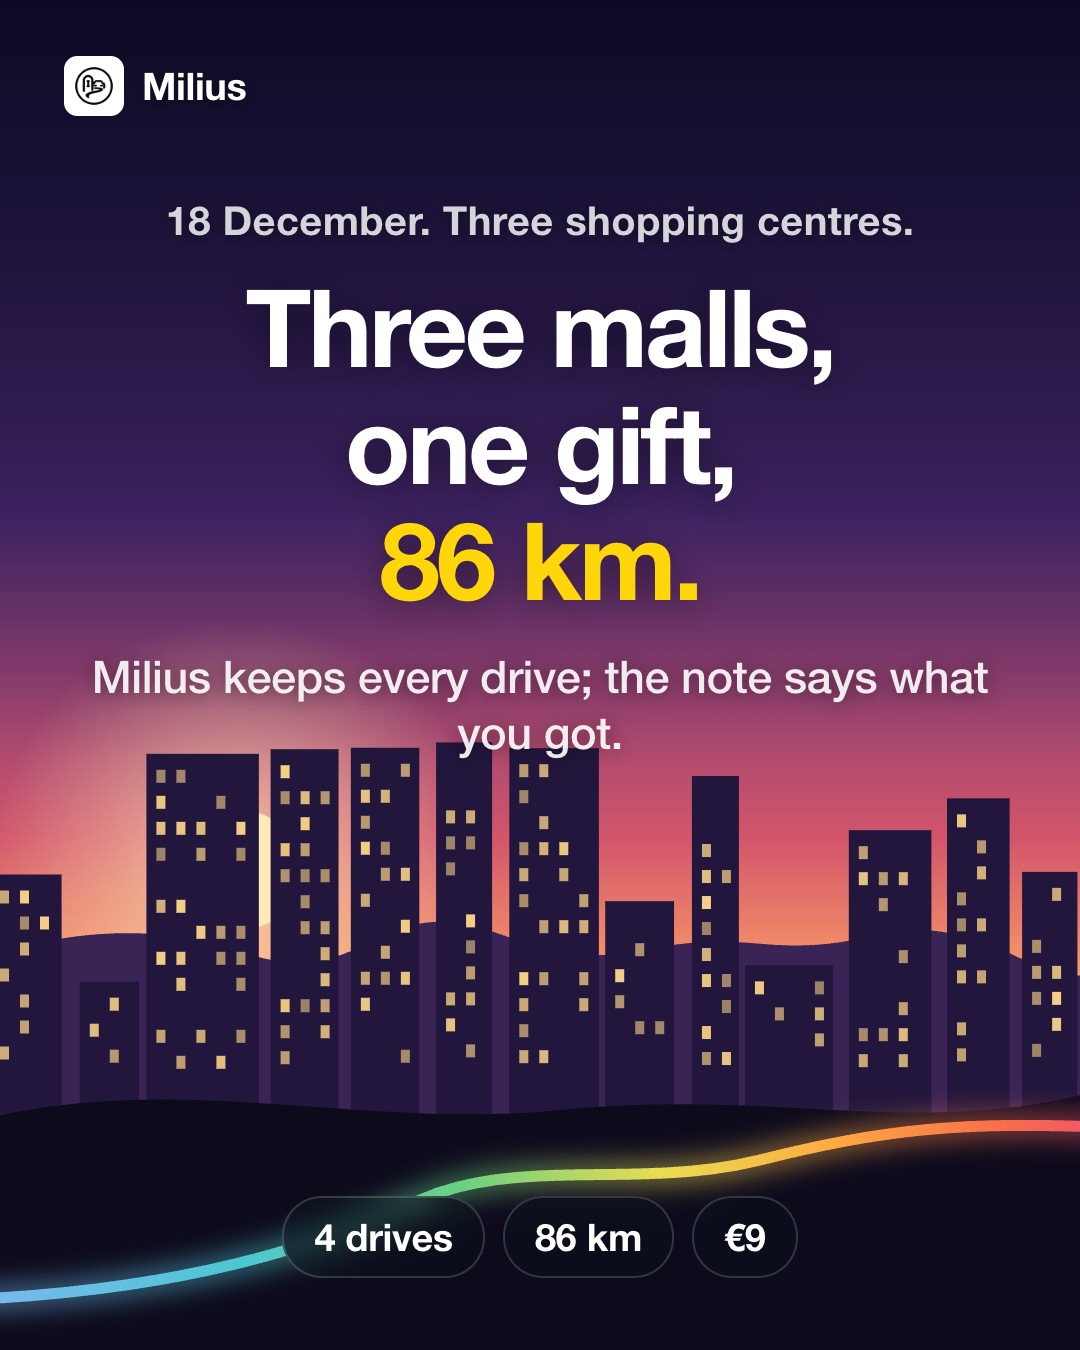 Milius
18 December. Three shopping centres.
Three malls,
one gift,
86 km.
Milius keeps every drive; the note says what
you got.
4 drives
86 km
€9